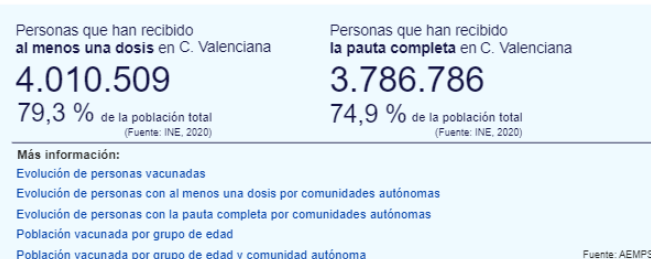 Personas que han recibido
al menos una dosis en C. Valenciana
4.010.509
79,3 % de la población total
(Fuente: INE, 2020)
Personas que han recibido
la pauta completa en C. Valenciana
3.786.786
74,9 % de la población total
(Fuente: INE, 2020)
Más información:
Evolución de personas vacunadas
Evolución de personas con al menos una dosis por comunidades autónomas
Evolución de personas con la pauta completa por comunidades autónomas
Población vacunada por grupo de edad
Población vacunada por grupo de edad y comunidad autónoma
Fuente: AEMPS